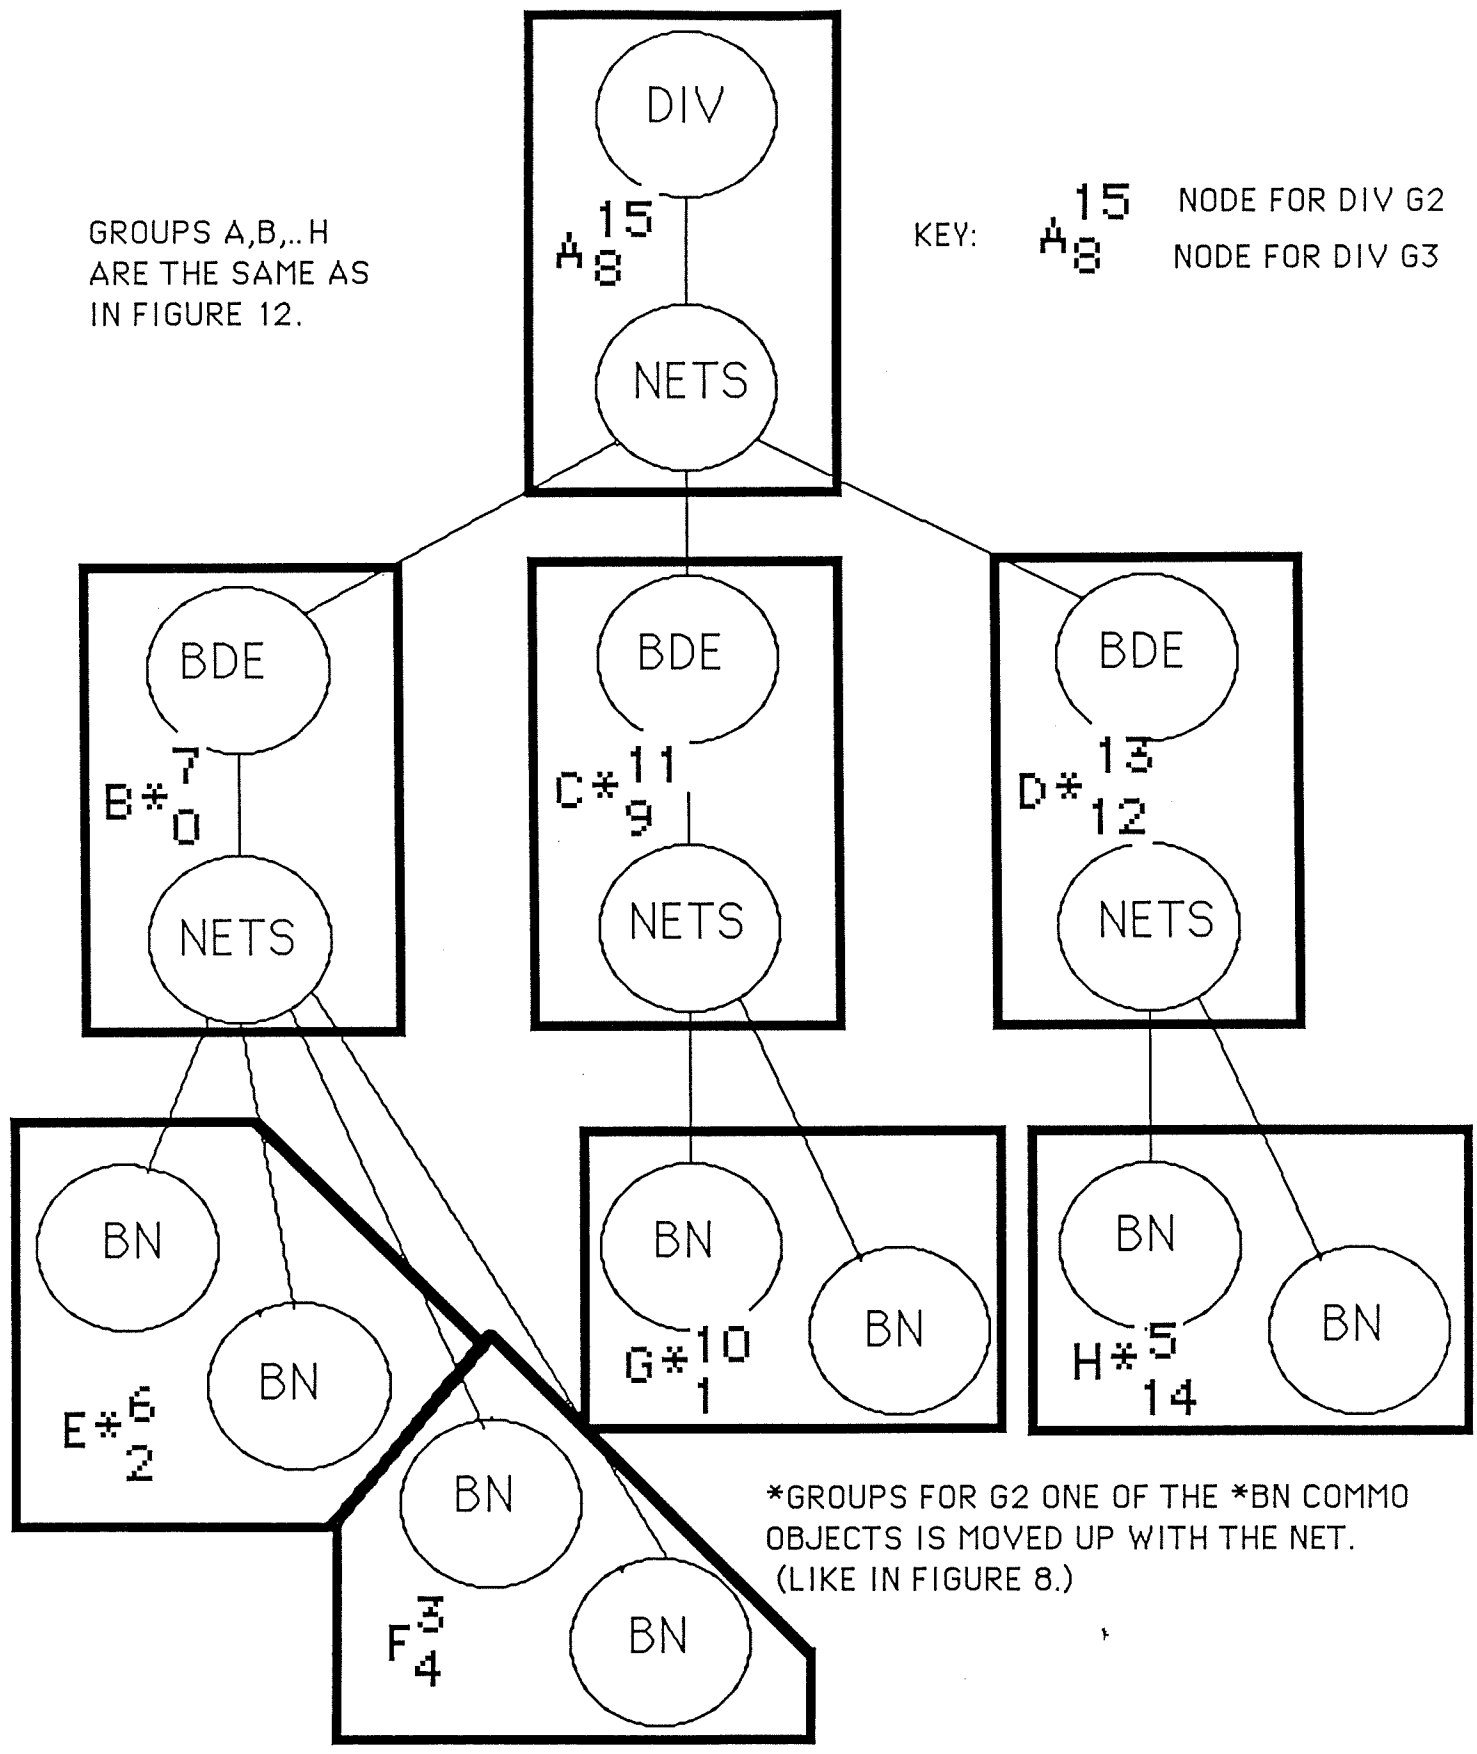 DIV
GROUPS A,B,..H
ARE THE SAME AS
IN FIGURE 12.
A 15
8
KEY: A 15 NODE FOR DIV G2
8 NODE FOR DIV G3
NETS
BDE
BDE
BDE
B* 7
0
C* 11
9
D* 13
12
NETS
NETS
NETS
BN
BN
E* 6
2
BN
BN
F 3
4
BN
BN
G* 10
1
BN
BN
H* 5
14
*GROUPS FOR G2 ONE OF THE *BN COMMO
OBJECTS IS MOVED UP WITH THE NET.
(LIKE IN FIGURE 8.)